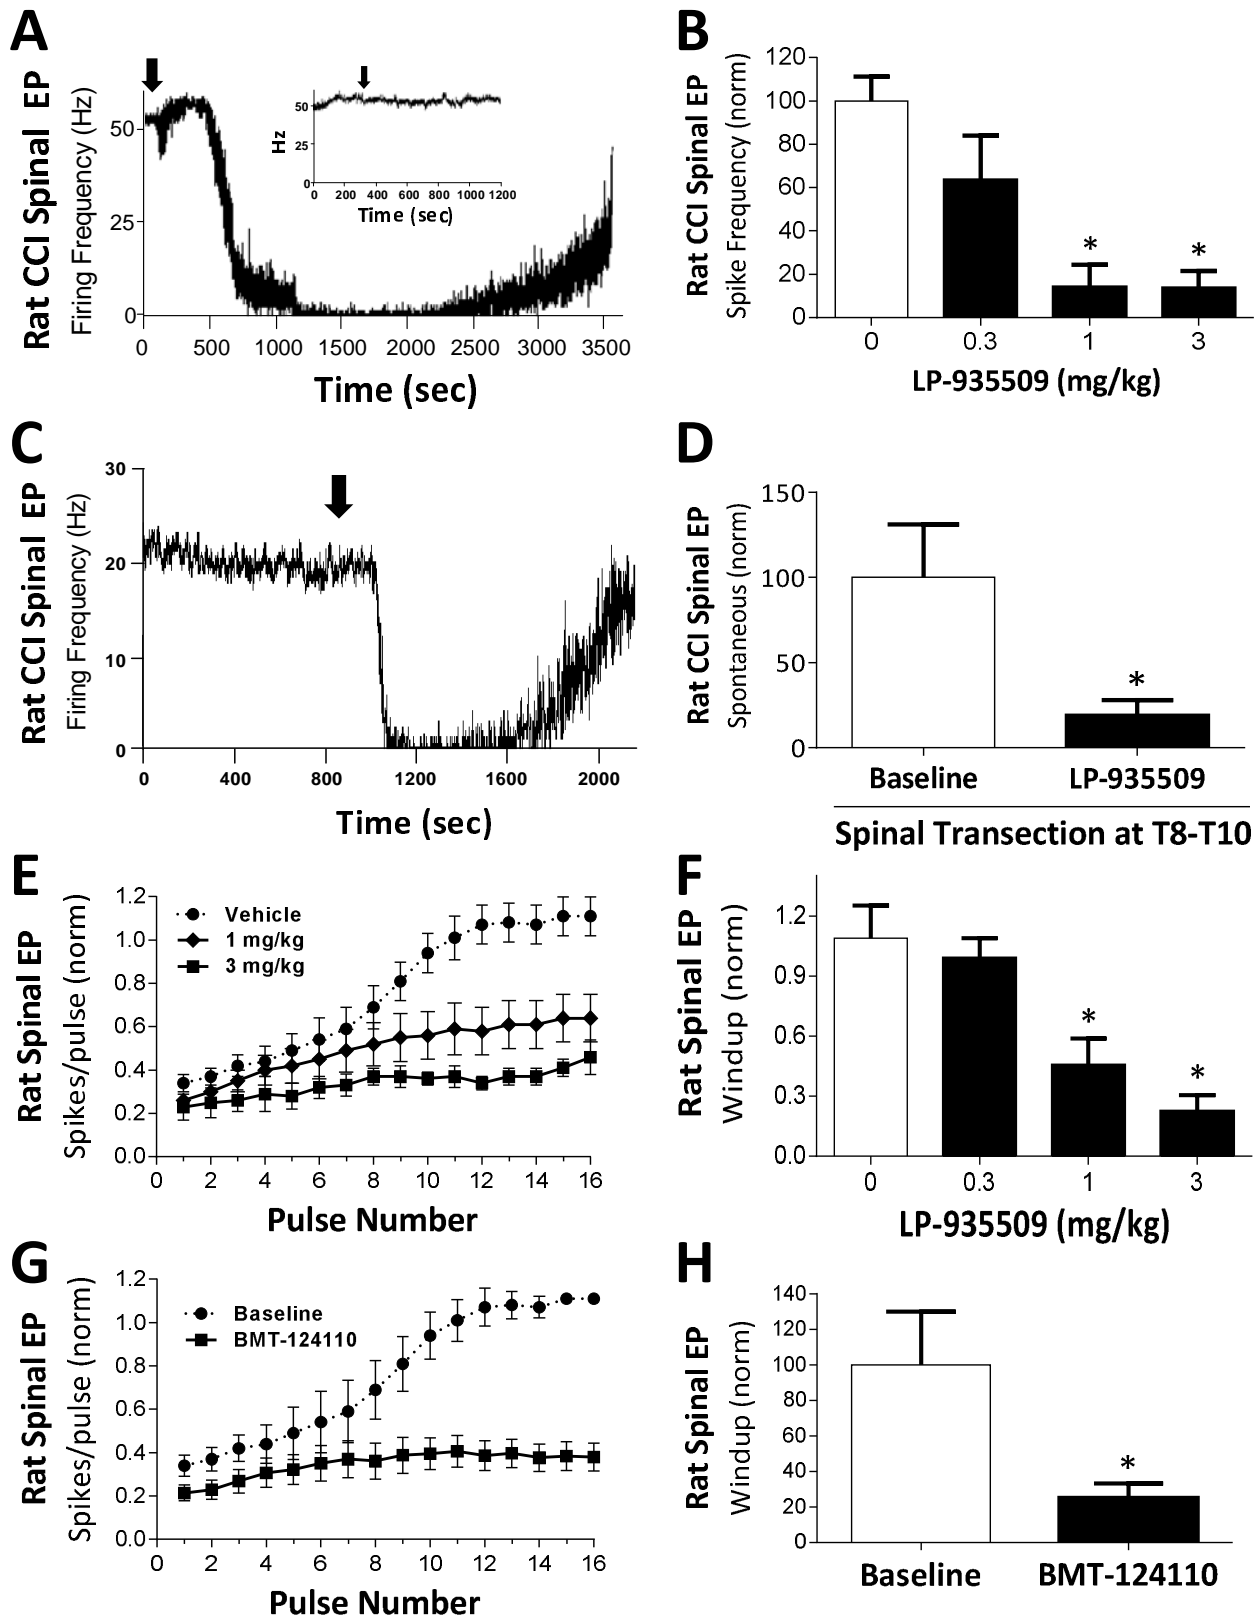 A
Rat CCI Spinal EP
Firing Frequency (Hz)
50
25
0
0 500 1000 1500 2000 2500 3000 3500
Time (sec)
Hz
50
25
0
0 200 400 600 800 1000 1200
Time (sec)
B
Rat CCI Spinal EP
Spike Frequency (norm)
120
100
80
60
40
20
0
* *
0 0.3 1 3
LP-935509 (mg/kg)
C
Rat CCI Spinal EP
Firing Frequency (Hz)
30
20
10
0
0 400 800 1200 1600 2000
Time (sec)
D
Rat CCI Spinal EP
Spontaneous (norm)
150
100
50
0
*
Baseline LP-935509
Spinal Transection at T8-T10
E
Rat Spinal EP
Spikes/pulse (norm)
1.2
1.0
0.8
0.6
0.4
0.2
0.0
Vehicle
1 mg/kg
3 mg/kg
0 2 4 6 8 10 12 14 16
Pulse Number
F
Rat Spinal EP
Windup (norm)
1.2
0.9
0.6
0.3
0.0
*
*
0 0.3 1 3
LP-935509 (mg/kg)
G
Rat Spinal EP
Spikes/pulse (norm)
1.2
1.0
0.8
0.6
0.4
0.2
0.0
Baseline
BMT-124110
0 2 4 6 8 10 12 14 16
Pulse Number
H
Rat Spinal EP
Windup (norm)
140
120
100
80
60
40
20
0
*
Baseline BMT-124110